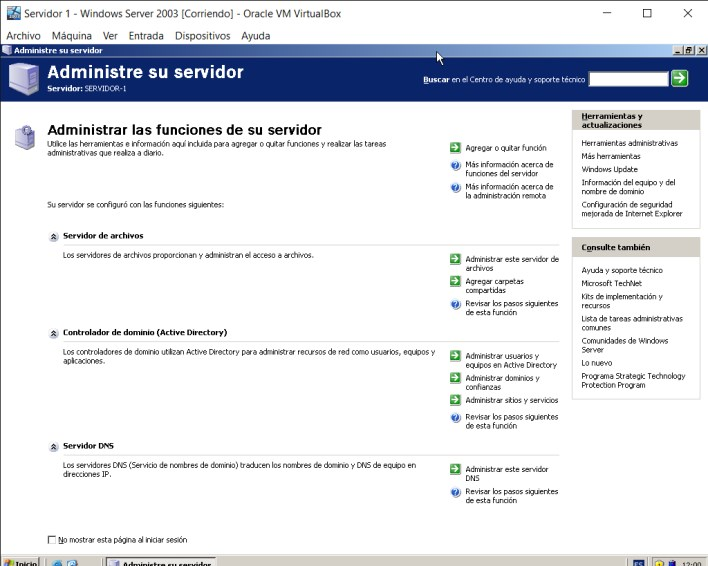 Servidor 1 - Windows Server 2003 [Corriendo] - Oracle VM VirtualBox
Archivo Máquina Ver Entrada Dispositivos Ayuda
Administre su servidor
Administre su servidor
Servidor: SERVIDOR-1
Buscar en el Centro de ayuda y soporte técnico
Administrar las funciones de su servidor
Utilice las herramientas e información aquí incluida para agregar o quitar funciones y realizar las tareas
administrativas que realiza a diario.
Agregar o quitar función
Más información acerca de
funciones del servidor
Más información acerca de
la administración remota
Su servidor se configuró con las funciones siguientes:
Servidor de archivos
Los servidores de archivos proporcionan y administran el acceso a archivos.
Administrar este servidor de
archivos
Agregar carpetas
compartidas
Revisar los pasos siguientes
de esta función
Controlador de dominio (Active Directory)
Los controladores de dominio utilizan Active Directory para administrar recursos de red como usuarios, equipos y
aplicaciones.
Administrar usuarios y
equipos en Active Directory
Administrar dominios y
confianzas
Administrar sitios y servicios
Revisar los pasos siguientes
de esta función
Servidor DNS
Los servidores DNS (Servicio de nombres de dominio) traducen los nombres de dominio y DNS de equipo en
direcciones IP.
Administrar este servidor
DNS
Revisar los pasos siguientes
de esta función
No mostrar esta página al iniciar sesión
Herramientas y
actualizaciones
Herramientas administrativas
Más herramientas
Windows Update
Información del equipo y del
nombre de dominio
Configuración de seguridad
mejorada de Internet Explorer
Consulte también
Ayuda y soporte técnico
Microsoft TechNet
Kits de implementación y
recursos
Lista de tareas administrativas
comunes
Comunidades de Windows
Server
Lo nuevo
Programa Strategic Technology
Protection Program
Inicio
Administre su servidor
ES
12:00